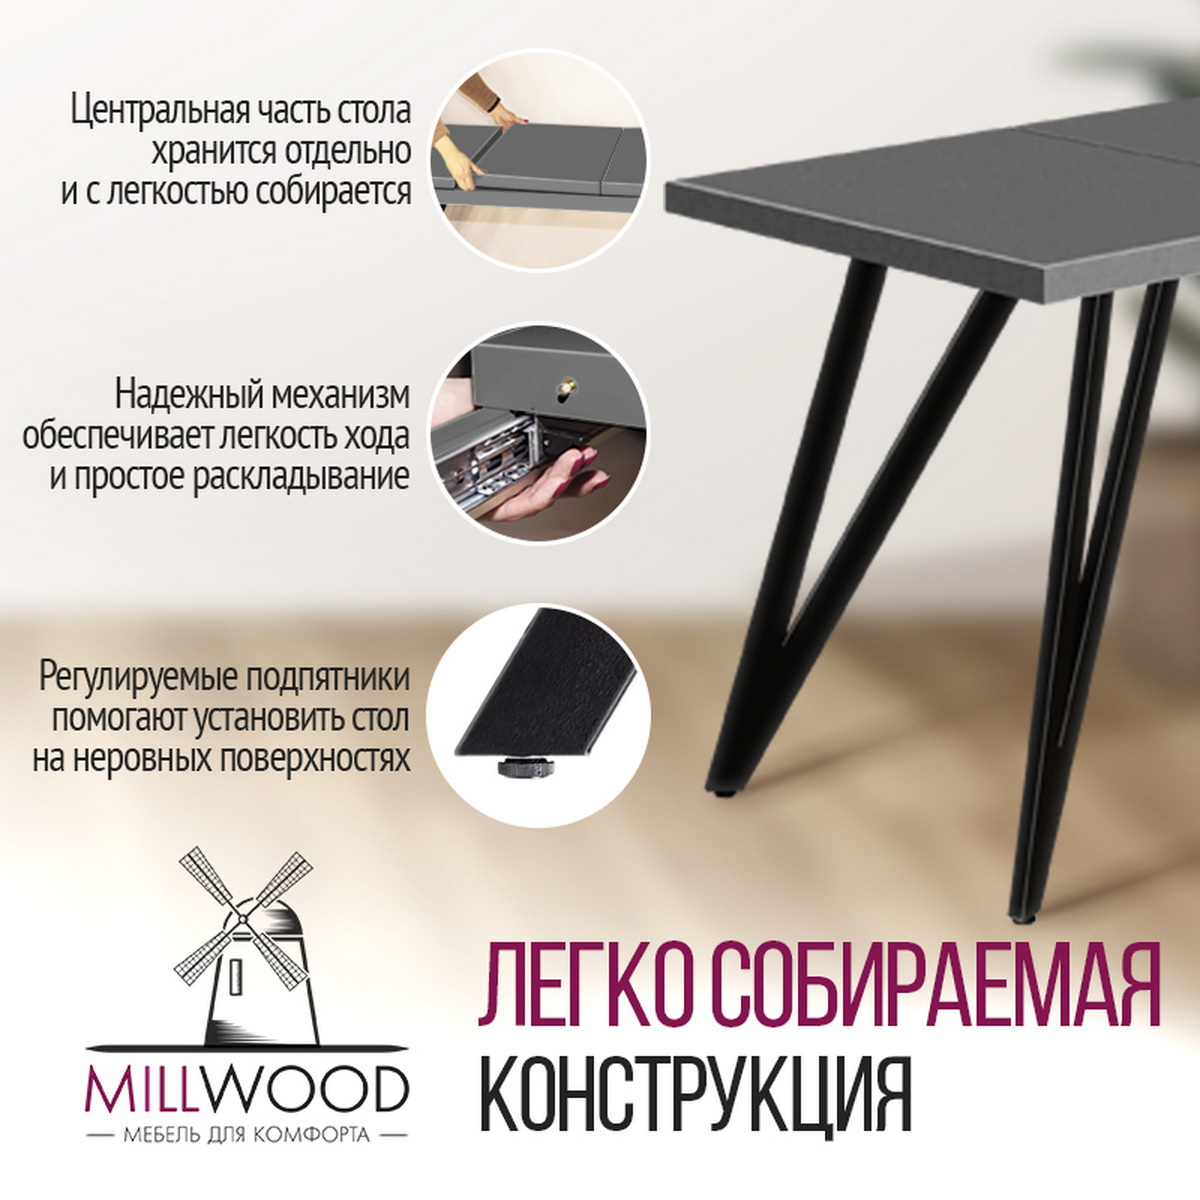 Центральная часть стола
хранится отдельно
и с легкостью собирается
Надежный механизм
обеспечивает легкость хода
и простое раскладывание
Регулируемые подпятники
помогают установить стол
на неровных поверхностях
MILLWOOD
МЕБЕЛЬ ДЛЯ КОМФОРТА
ЛЕГКО СОБИРАЕМАЯ
КОНСТРУКЦИЯ